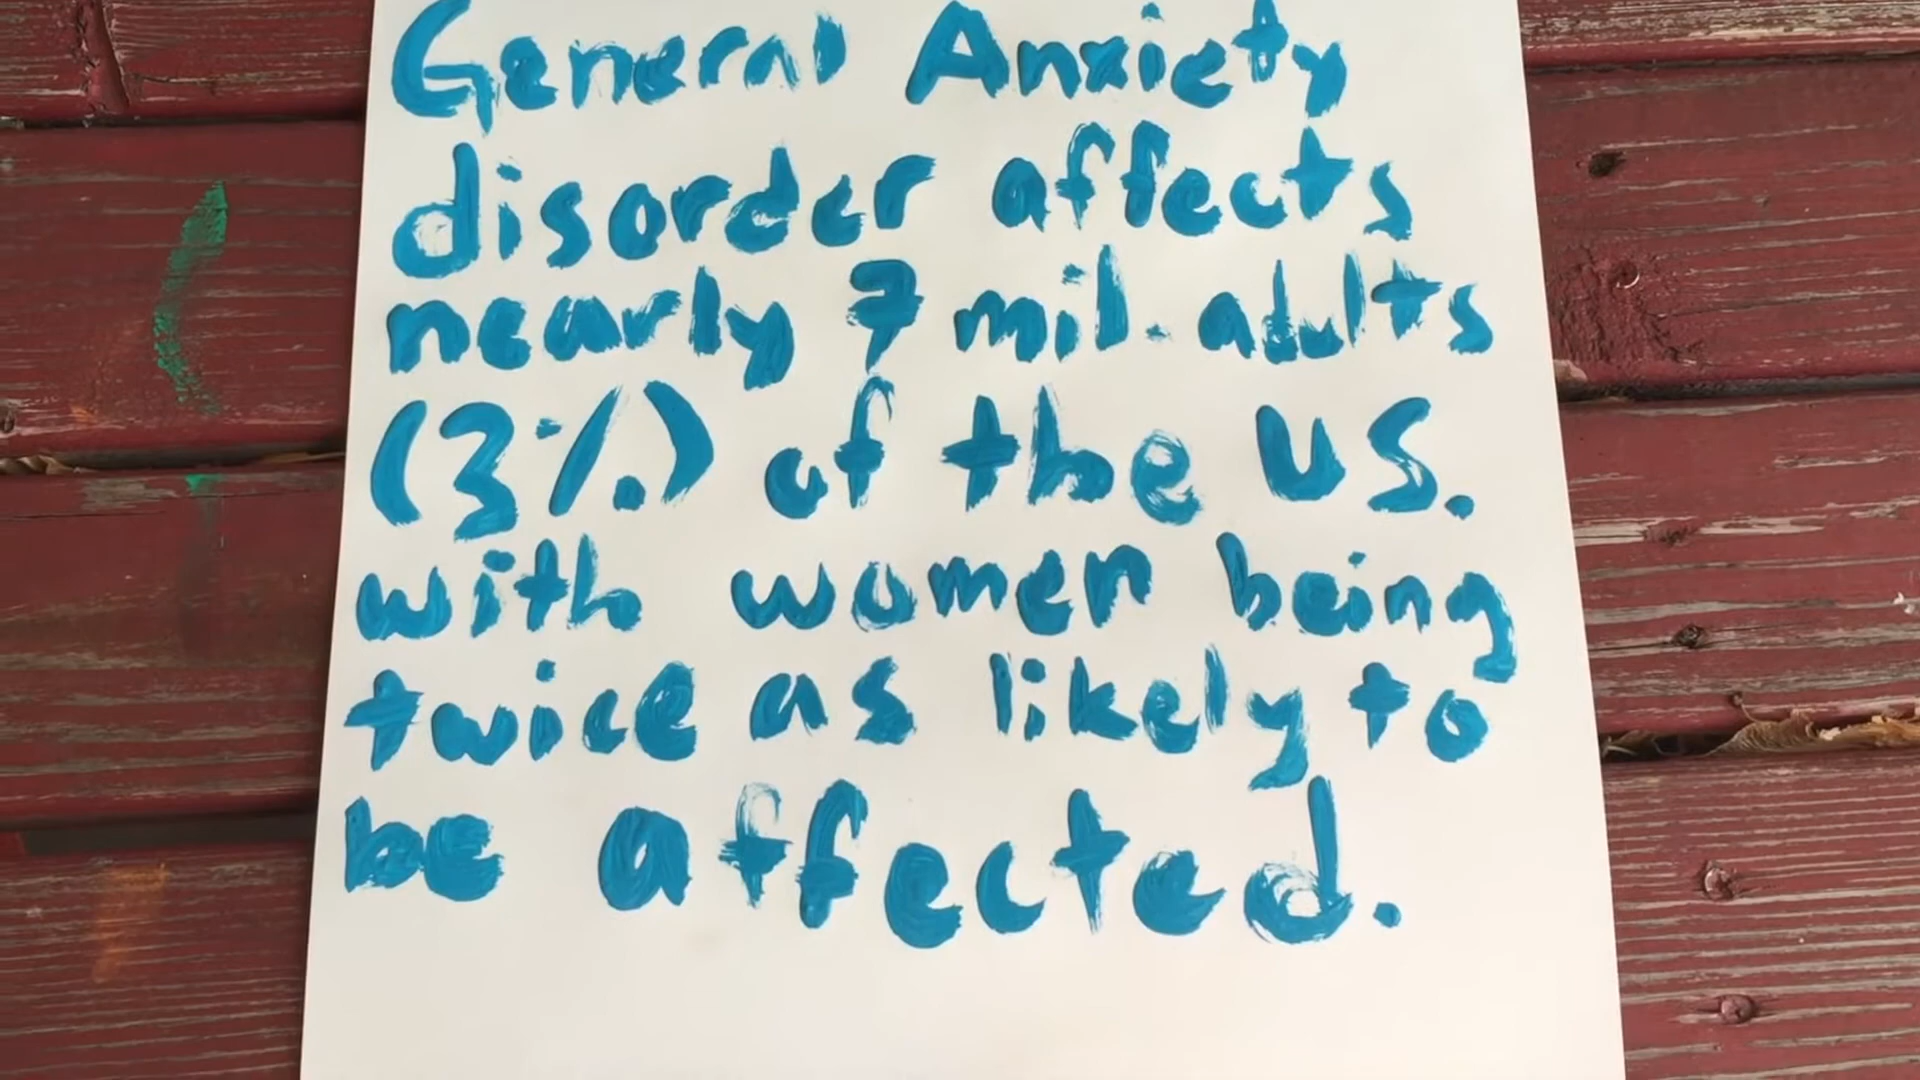 General Anxiety
disorder affects
nearly 7 mil. adults
(3%) of the US.
with women being
twice as likely to
be affected.